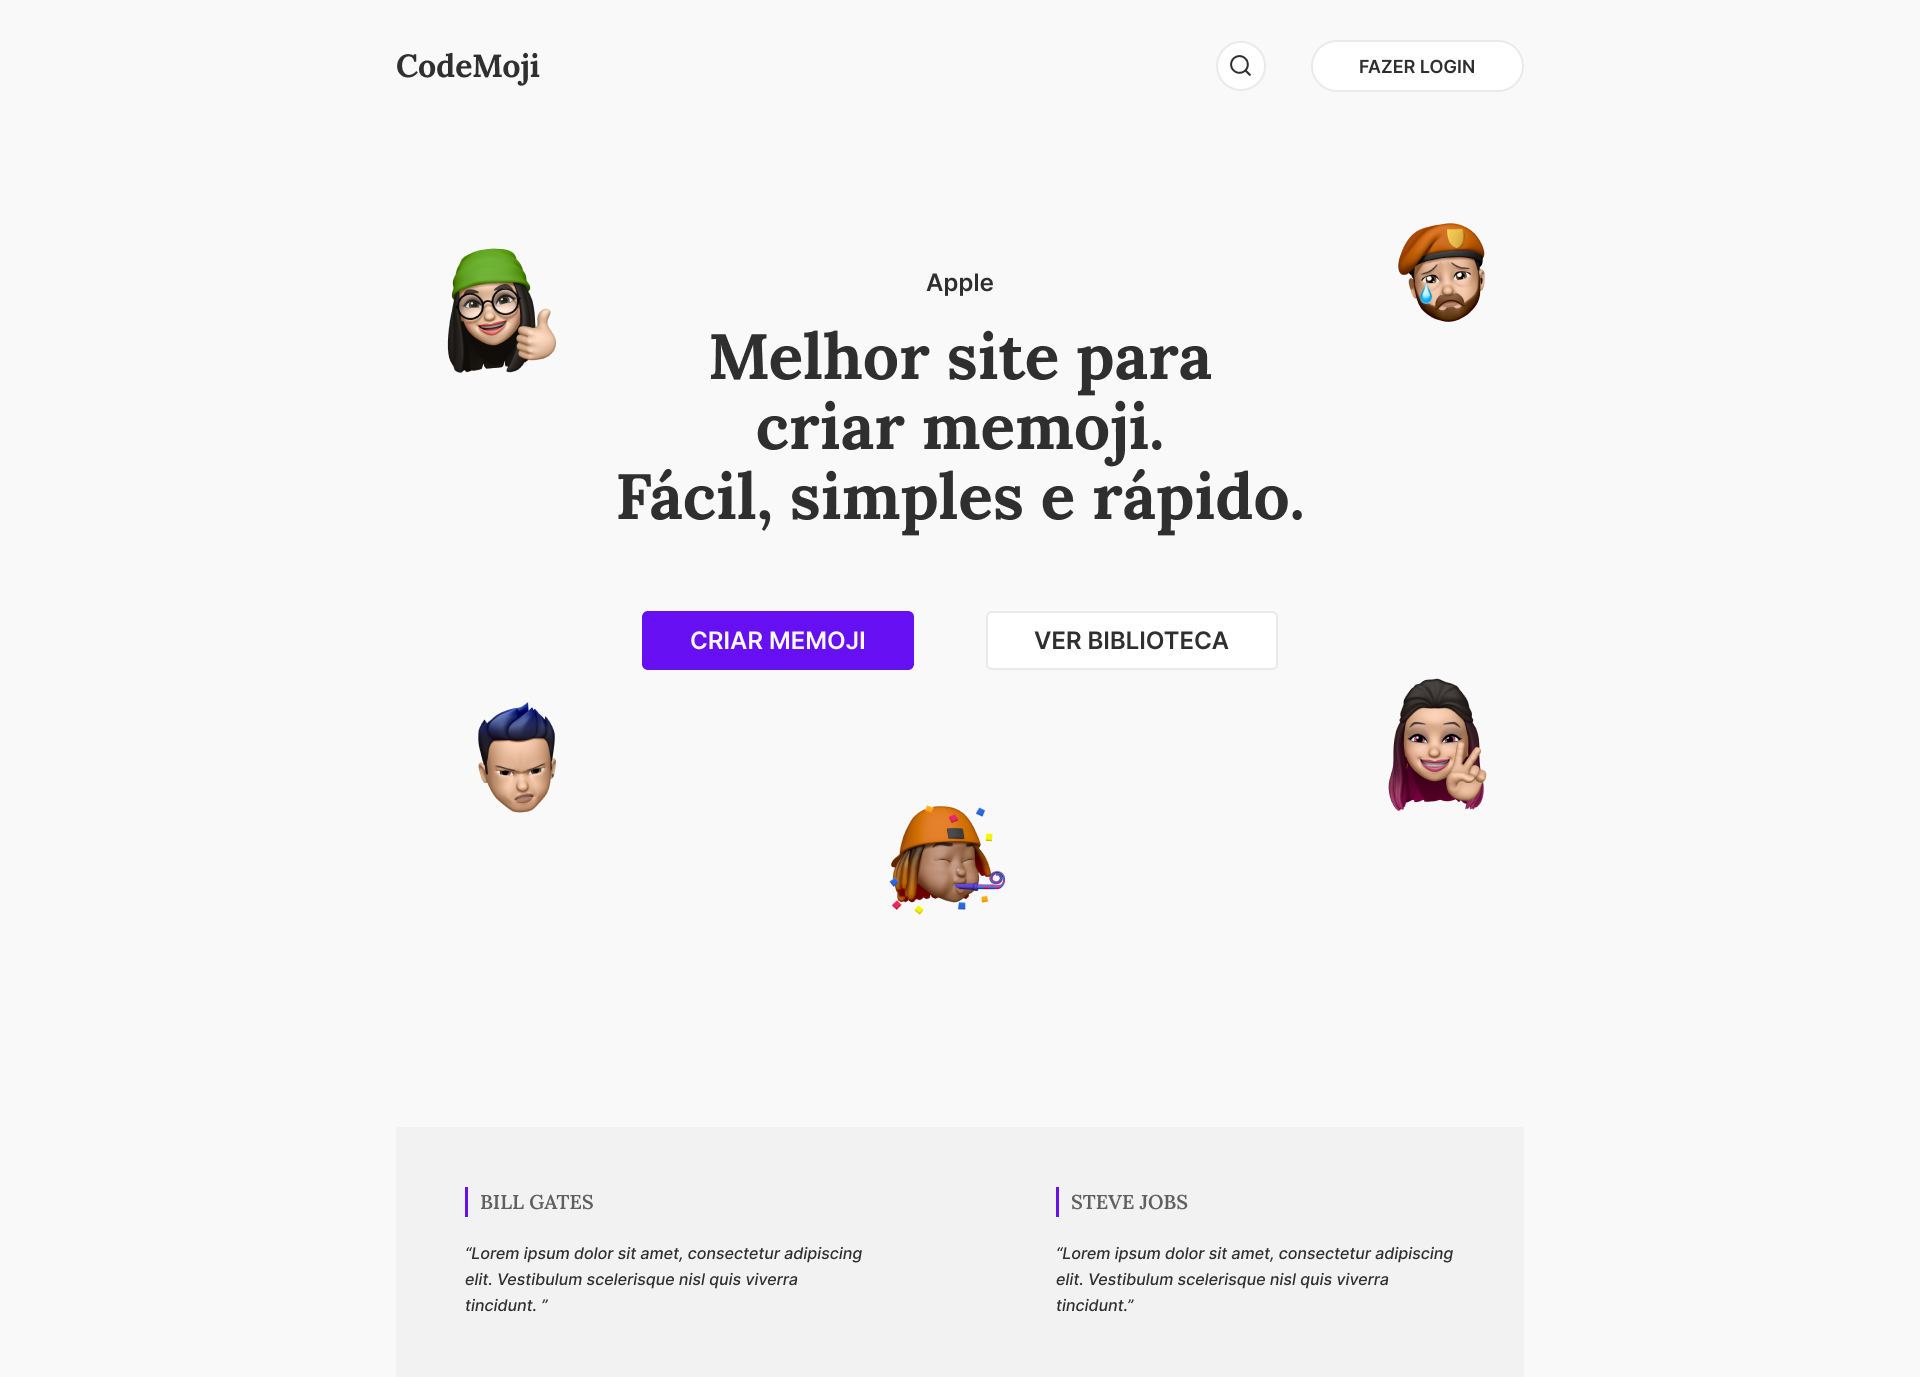 CodeMoji
FAZER LOGIN
Apple
Melhor site para
criar memoji.
Fácil, simples e rápido.
CRIAR MEMOJI
VER BIBLIOTECA
BILL GATES
“Lorem ipsum dolor sit amet, consectetur adipiscing
elit. Vestibulum scelerisque nisl quis viverra
tincidunt. ”
STEVE JOBS
“Lorem ipsum dolor sit amet, consectetur adipiscing
elit. Vestibulum scelerisque nisl quis viverra
tincidunt.”